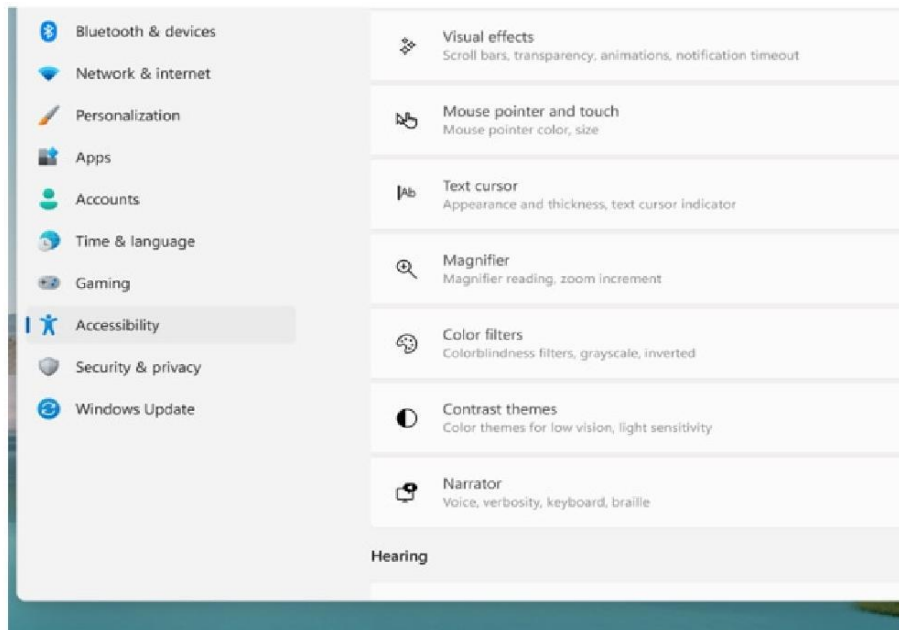 Bluetooth & devices
Network & internet
Personalization
Apps
Accounts
Time & language
Gaming
Accessibility
Security & privacy
Windows Update
Visual effects
Scroll bars, transparency, animations, notification timeout
Mouse pointer and touch
Mouse pointer color, size
Text cursor
Appearance and thickness, text cursor indicator
Magnifier
Magnifier reading, zoom increment
Color filters
Colorblindness filters, grayscale, inverted
Contrast themes
Color themes for low vision, light sensitivity
Narrator
Voice, verbosity, keyboard, braille
Hearing